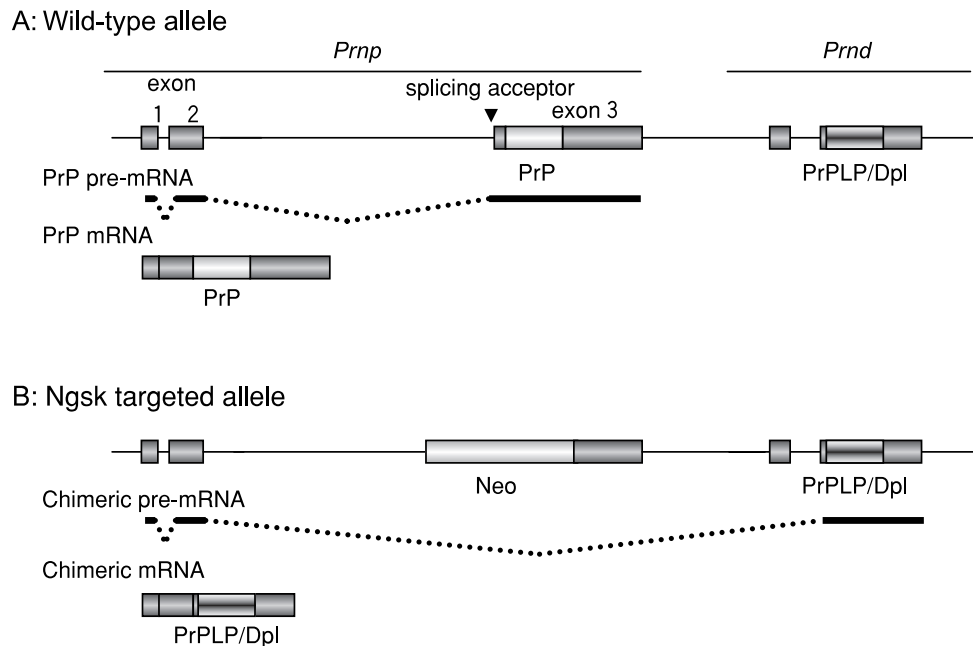 A: Wild-type allele
Prnp
Prnd
exon
splicing acceptor
1 2
exon 3
PrP
PrPLP/Dpl
PrP pre-mRNA
PrP mRNA
PrP
B: Ngsk targeted allele
Neo
PrPLP/Dpl
Chimeric pre-mRNA
Chimeric mRNA
PrPLP/Dpl